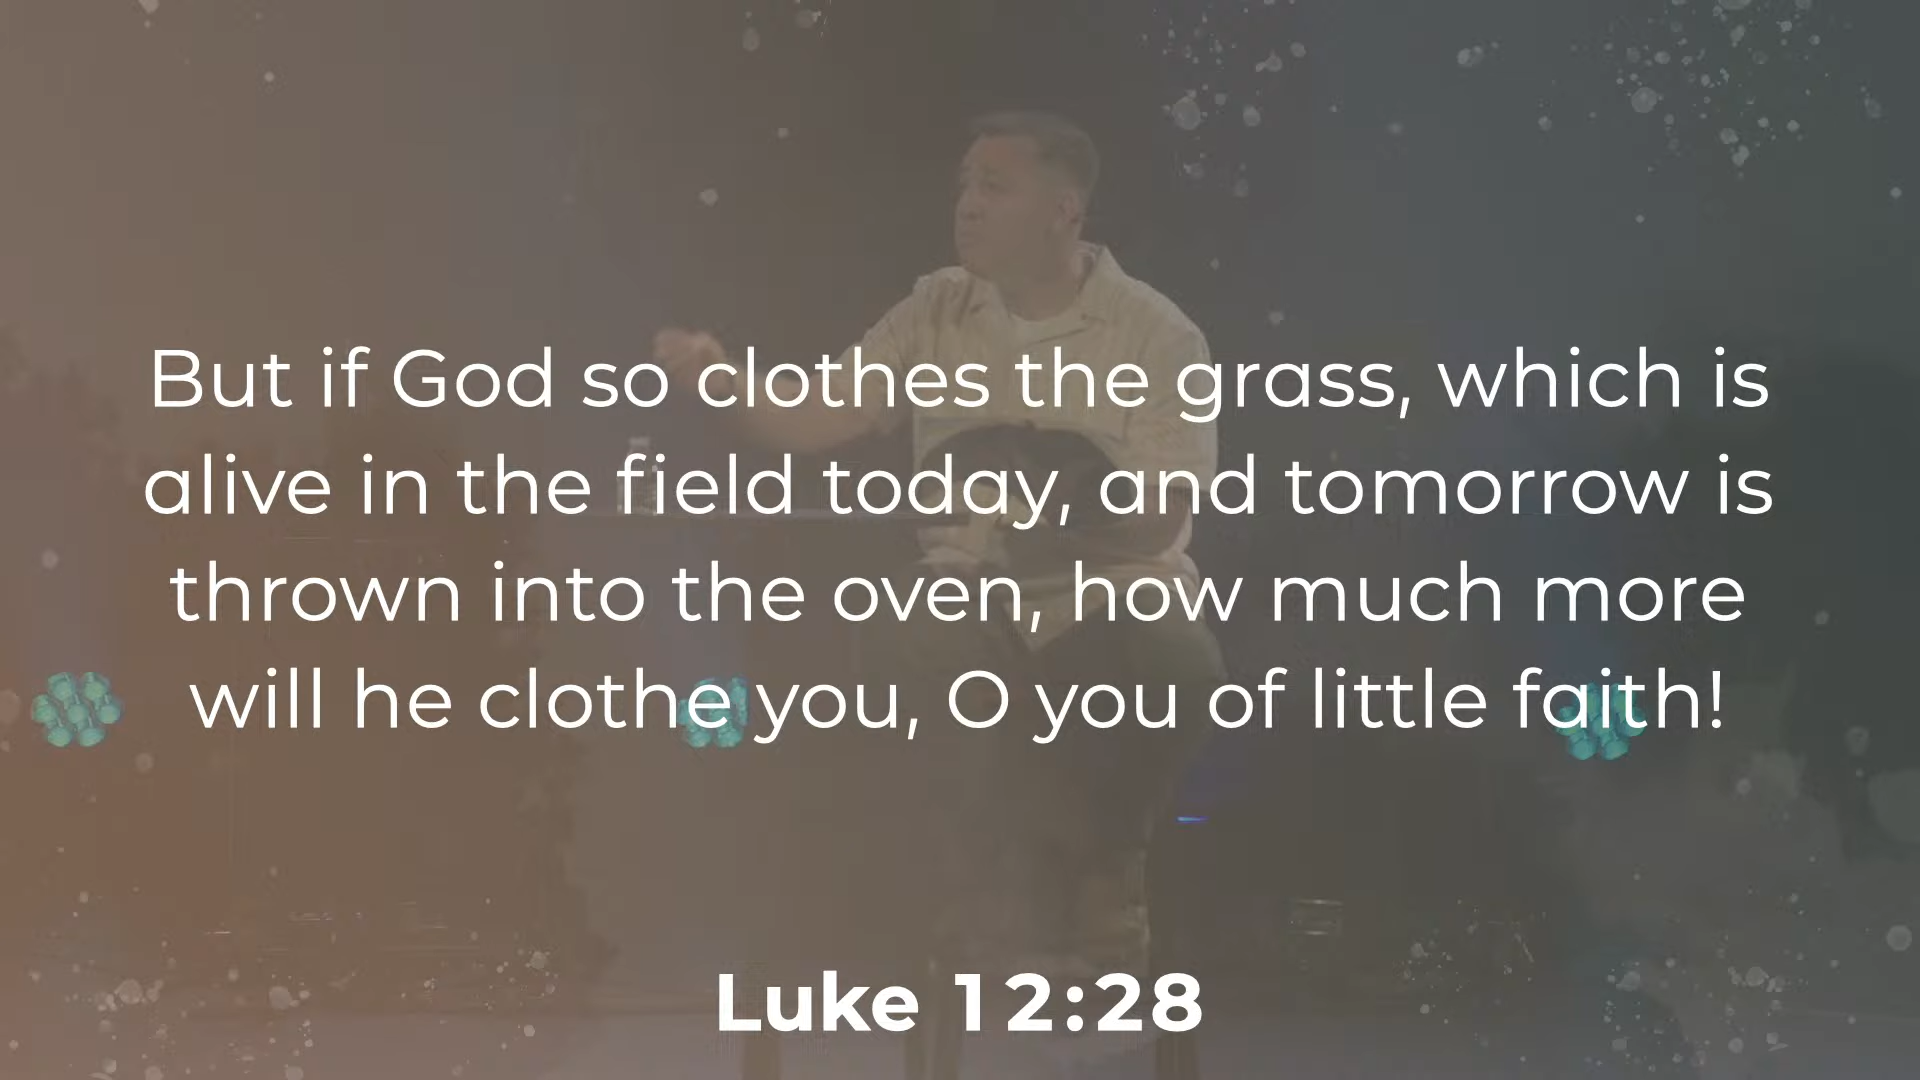 But if God so clothes the grass, which is
alive in the field today, and tomorrow is
thrown into the oven, how much more
will he clothe you, O you of little faith!
Luke 12:28